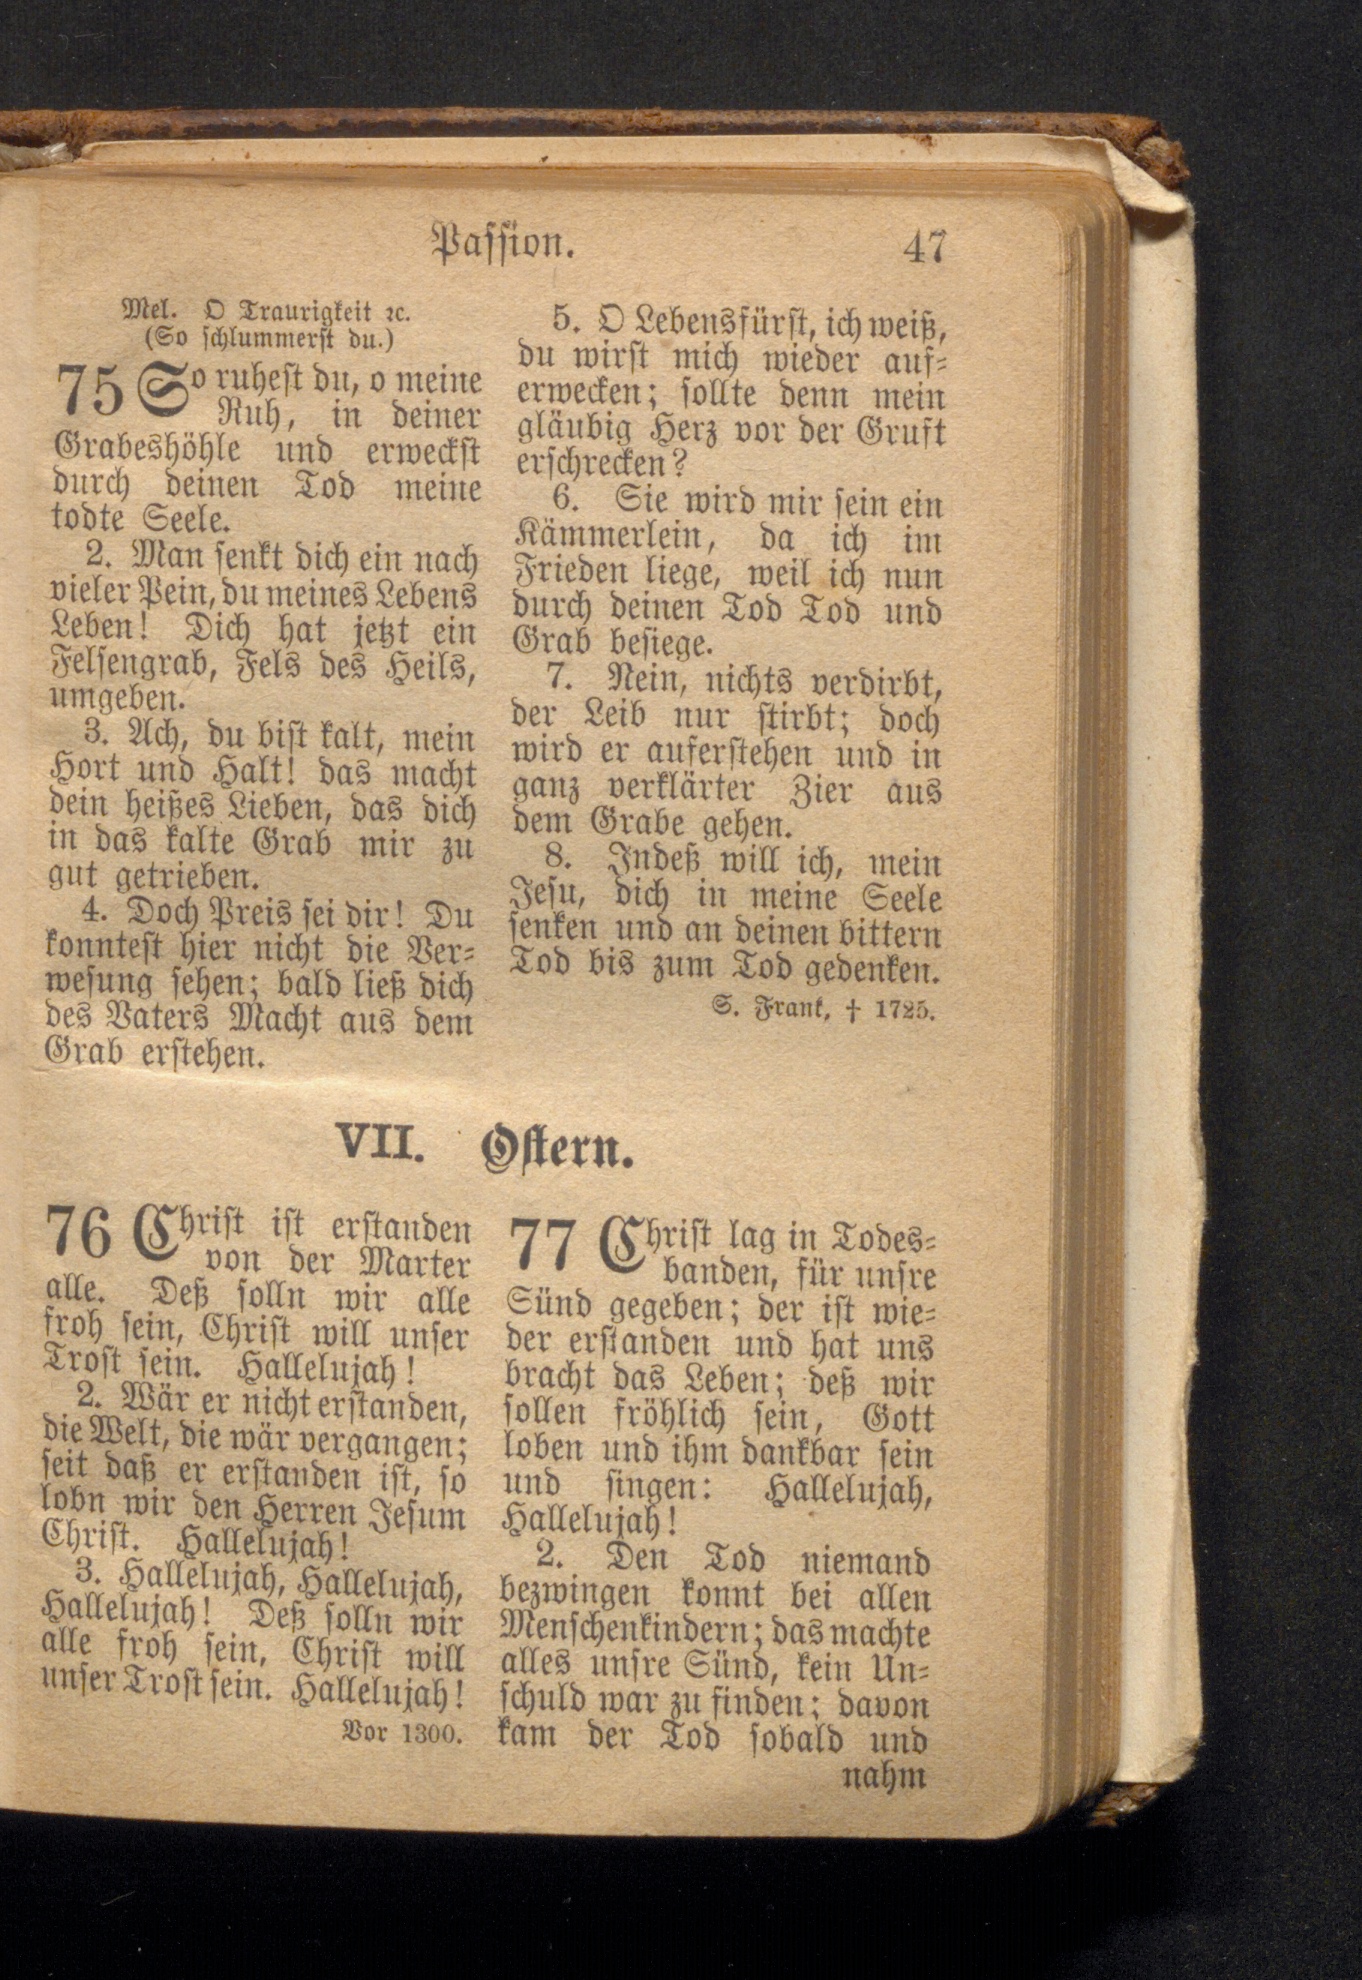 Passion. 47
Mel. O Traurigkeit ꝛc.
(So schlummerst du.)
75 So ruhest du, o meine
Ruh, in deiner
Grabeshöhle und erweckst
durch deinen Tod meine
todte Seele.
2. Man senkt dich ein nach
vieler Pein, du meines Lebens
Leben! Dich hat jetzt ein
Felsengrab, Fels des Heils,
umgeben.
3. Ach, du bist kalt, mein
Hort und Halt! das macht
dein heißes Lieben, das dich
in das kalte Grab mir zu
gut getrieben.
4. Doch Preis sei dir! Du
konntest hier nicht die Ver-
wesung sehen; bald ließ dich
des Vaters Macht aus dem
Grab erstehen.
5. O Lebensfürst, ich weiß,
du wirst mich wieder auf-
erwecken; sollte denn mein
gläubig Herz vor der Gruft
erschrecken?
6. Sie wird mir sein ein
Kämmerlein, da ich im
Frieden liege, weil ich nun
durch deinen Tod Tod und
Grab besiege.
7. Nein, nichts verdirbt,
der Leib nur stirbt; doch
wird er auferstehen und in
ganz verklärter Zier aus
dem Grabe gehen.
8. Indeß will ich, mein
Jesu, dich in meine Seele
senken und an deinen bittern
Tod bis zum Tod gedenken.
S. Frank, † 1725.
VII. Ostern.
76 Christ ist erstanden
von der Marter
alle. Deß solln wir alle
froh sein, Christ will unser
Trost sein. Hallelujah!
2. Wär er nicht erstanden,
die Welt, die wär vergangen;
seit daß er erstanden ist, so
lobn wir den Herren Jesum
Christ. Hallelujah!
3. Hallelujah, Hallelujah,
Hallelujah! Deß solln wir
alle froh sein, Christ will
unser Trost sein. Hallelujah!
Vor 1300.
77 Christ lag in Todes-
banden, für unsre
Sünd gegeben; der ist wie-
der erstanden und hat uns
bracht das Leben; deß wir
sollen fröhlich sein, Gott
loben und ihm dankbar sein
und singen: Hallelujah,
Hallelujah!
2. Den Tod niemand
bezwingen konnt bei allen
Menschenkindern; das machte
alles unsre Sünd, kein Un-
schuld war zu finden; davon
kam der Tod sobald und
nahm